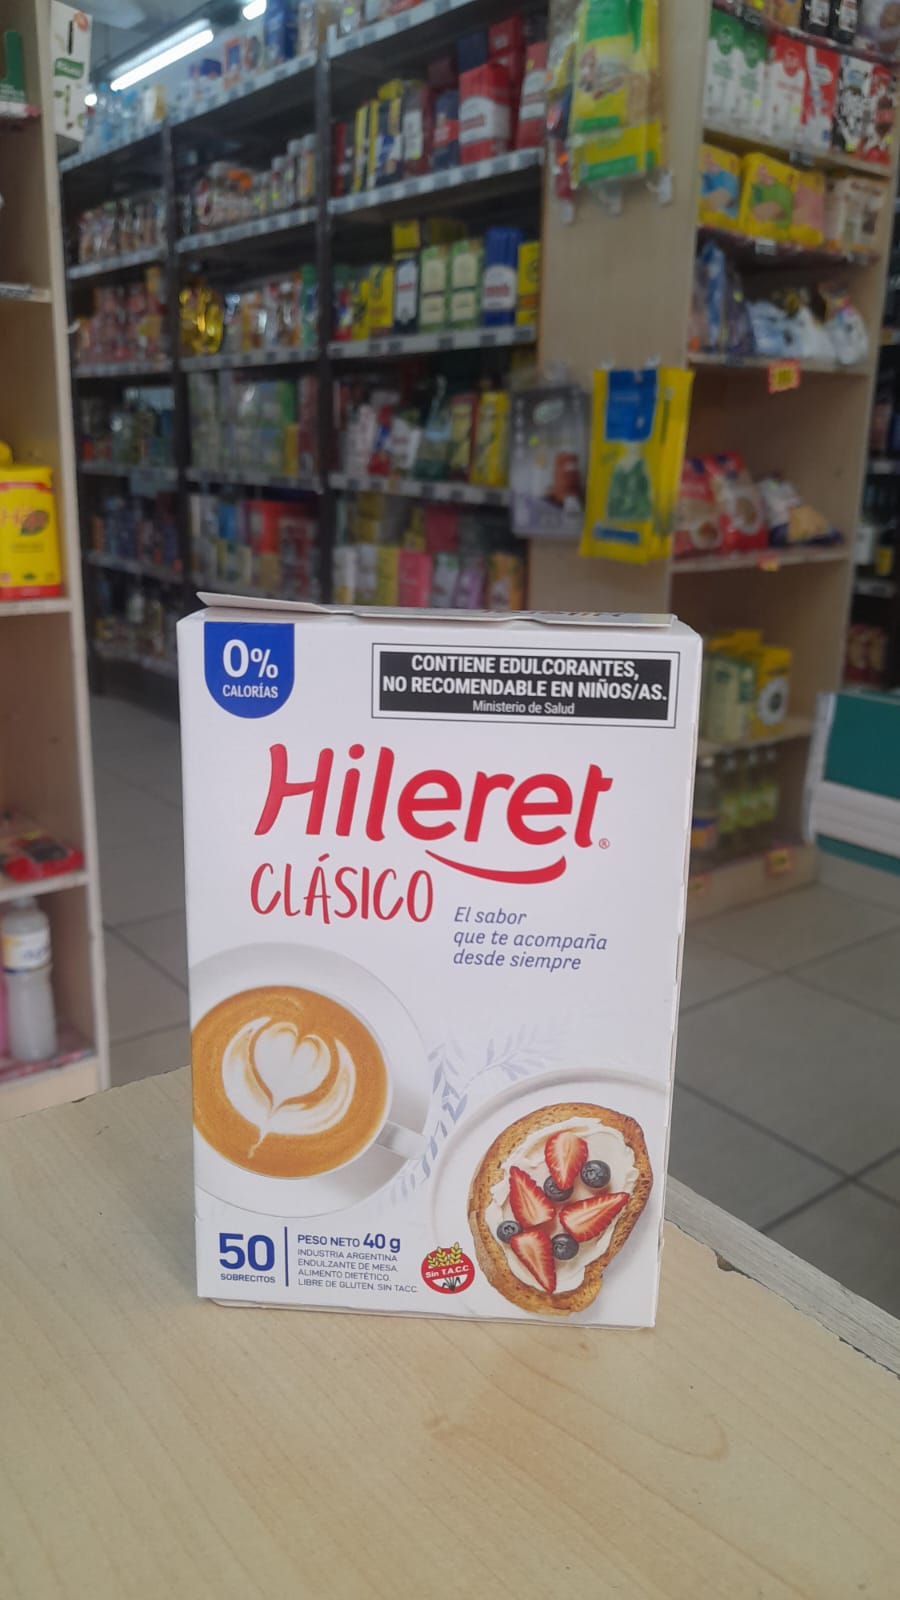 0%
CALORÍAS
CONTIENE EDULCORANTES,
NO RECOMENDABLE EN NIÑOS/AS.
Ministerio de Salud
Hileret®
CLÁSICO
El sabor
que te acompaña
desde siempre
50
SOBRECITOS
PESO NETO 40 g
INDUSTRIA ARGENTINA
ENDULZANTE DE MESA.
ALIMENTO DIETÉTICO.
LIBRE DE GLUTEN. SIN TACC.
Sin T.A.C.C.